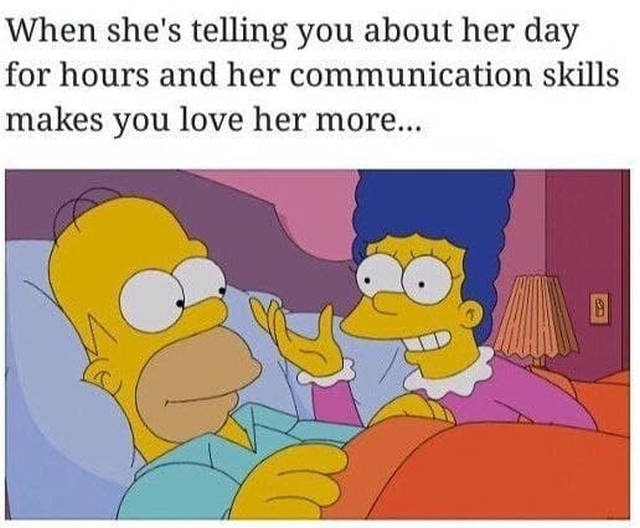 When she's telling you about her day
for hours and her communication skills
makes you love her more...